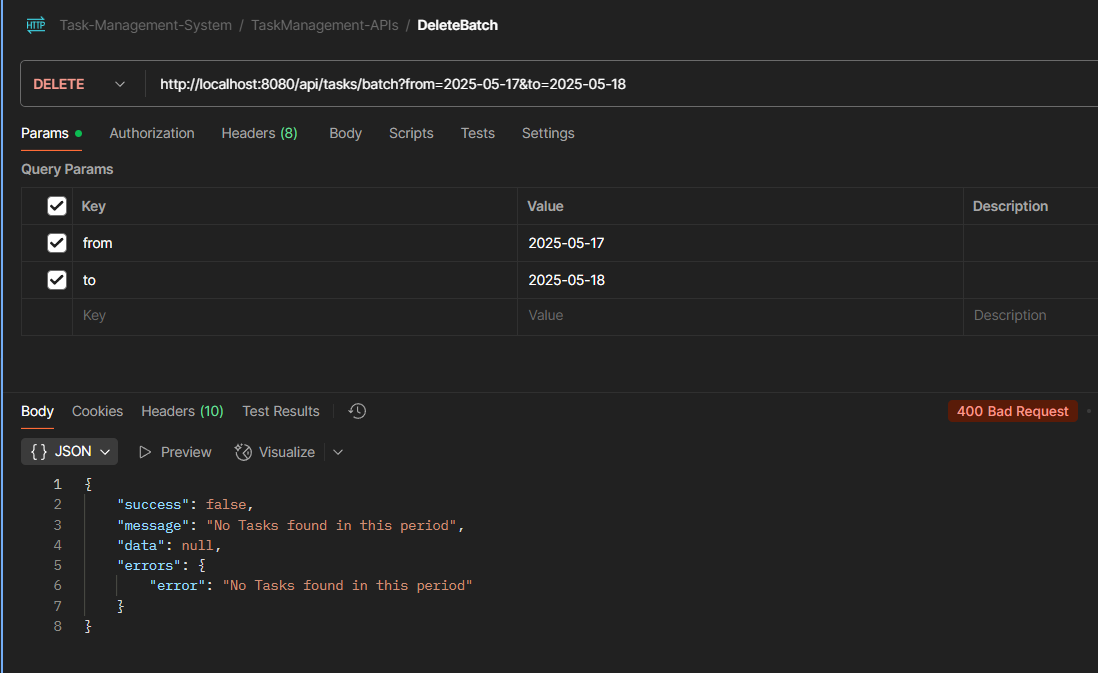 HTTP Task-Management-System / TaskManagement-APIs / DeleteBatch
DELETE http://localhost:8080/api/tasks/batch?from=2025-05-17&to=2025-05-18
Params Authorization Headers (8) Body Scripts Tests Settings
Query Params
Key Value Description
from 2025-05-17
to 2025-05-18
Key Value Description
Body Cookies Headers (10) Test Results 400 Bad Request
{} JSON Preview Visualize
1 {
2 "success": false,
3 "message": "No Tasks found in this period",
4 "data": null,
5 "errors": {
6 "error": "No Tasks found in this period"
7 }
8 }